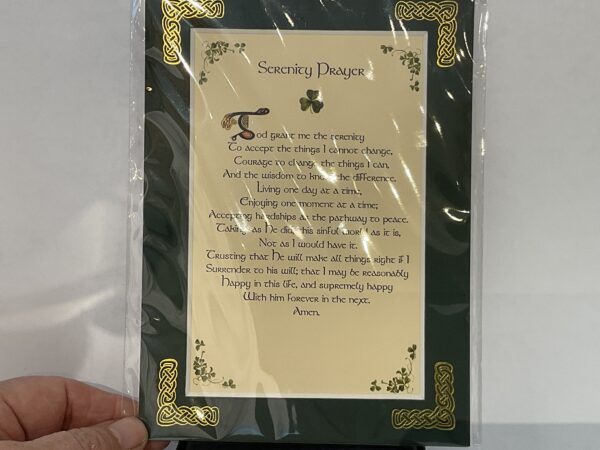 Serenity Prayer
God grant me the serenity
To accept the things I cannot change,
Courage to change the things I can,
And the wisdom to know the difference.
Living one day at a time,
Enjoying one moment at a time;
Accepting hardships as the pathway to peace.
Taking as He did this sinful world as it is,
Not as I would have it.
Trusting that He will make all things right if I
Surrender to his will; that I may be reasonably
Happy in this life, and supremely happy
With him forever in the next.
Amen.